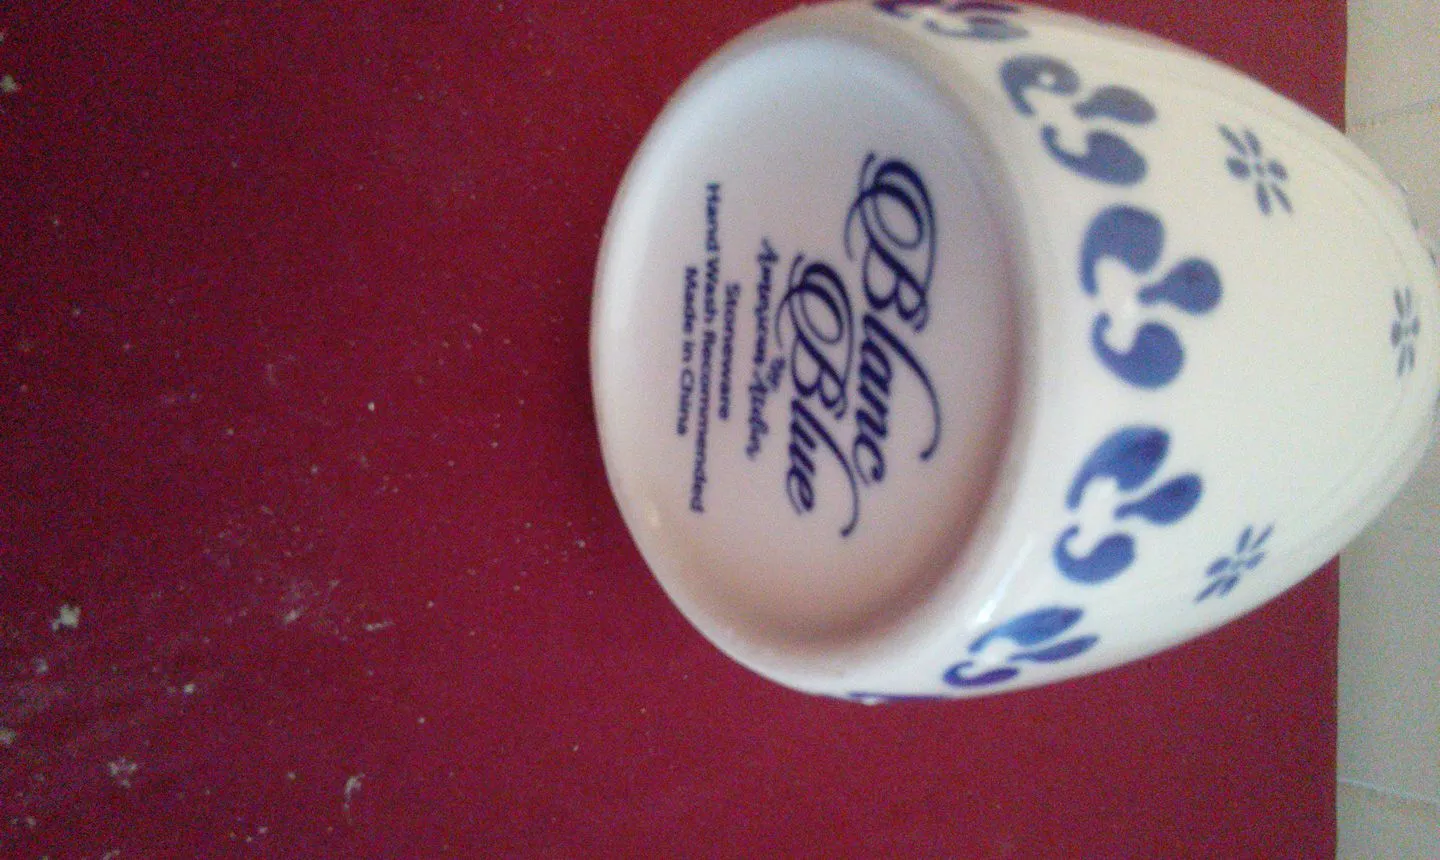 Blanc
Blue
by
American Atelier
Stoneware
Hand Wash Recommended
Made in China